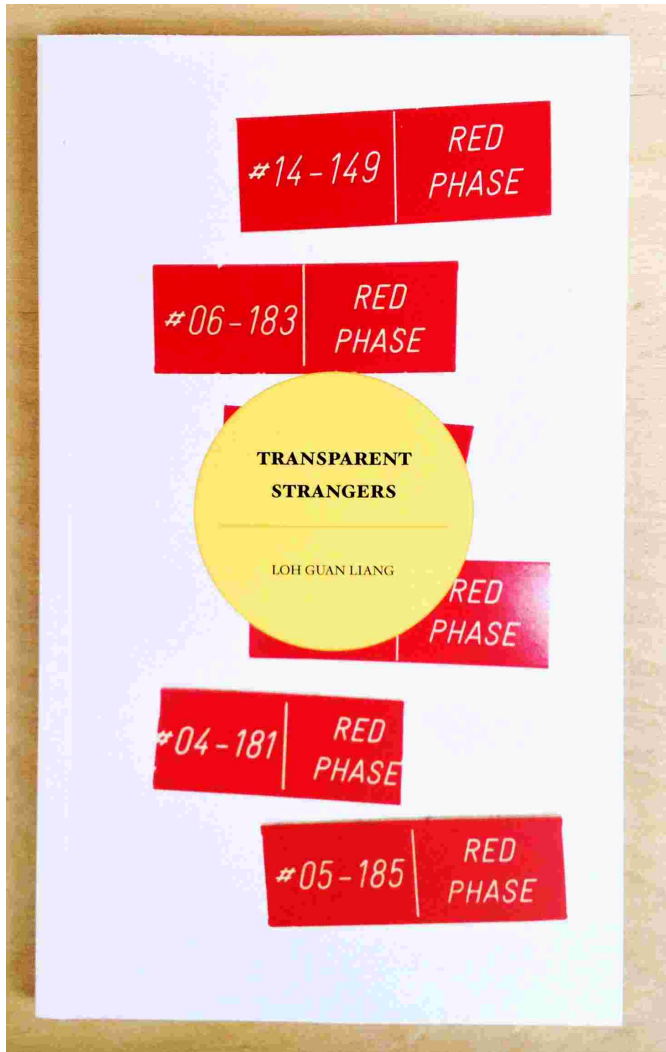 #14-149
RED
PHASE
#06-183
RED
PHASE
TRANSPARENT
STRANGERS
LOH GUAN LIANG
RED
PHASE
#04-181
RED
PHASE
#05-185
RED
PHASE